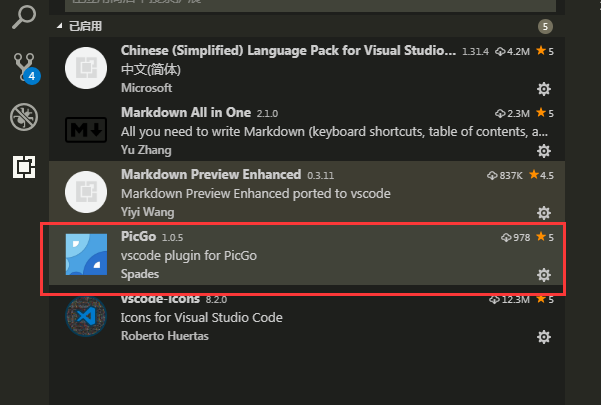 已启用 5
Chinese (Simplified) Language Pack for Visual Studio... 1.31.4 4.2M 5
中文(简体)
Microsoft
Markdown All in One 2.1.0 2.3M 5
All you need to write Markdown (keyboard shortcuts, table of contents, a...
Yu Zhang
Markdown Preview Enhanced 0.3.11 837K 4.5
Markdown Preview Enhanced ported to vscode
Yiyi Wang
PicGo 1.0.5 978 5
vscode plugin for PicGo
Spades
vscode-icons 8.2.0 12.3M 5
Icons for Visual Studio Code
Roberto Huertas
4
M